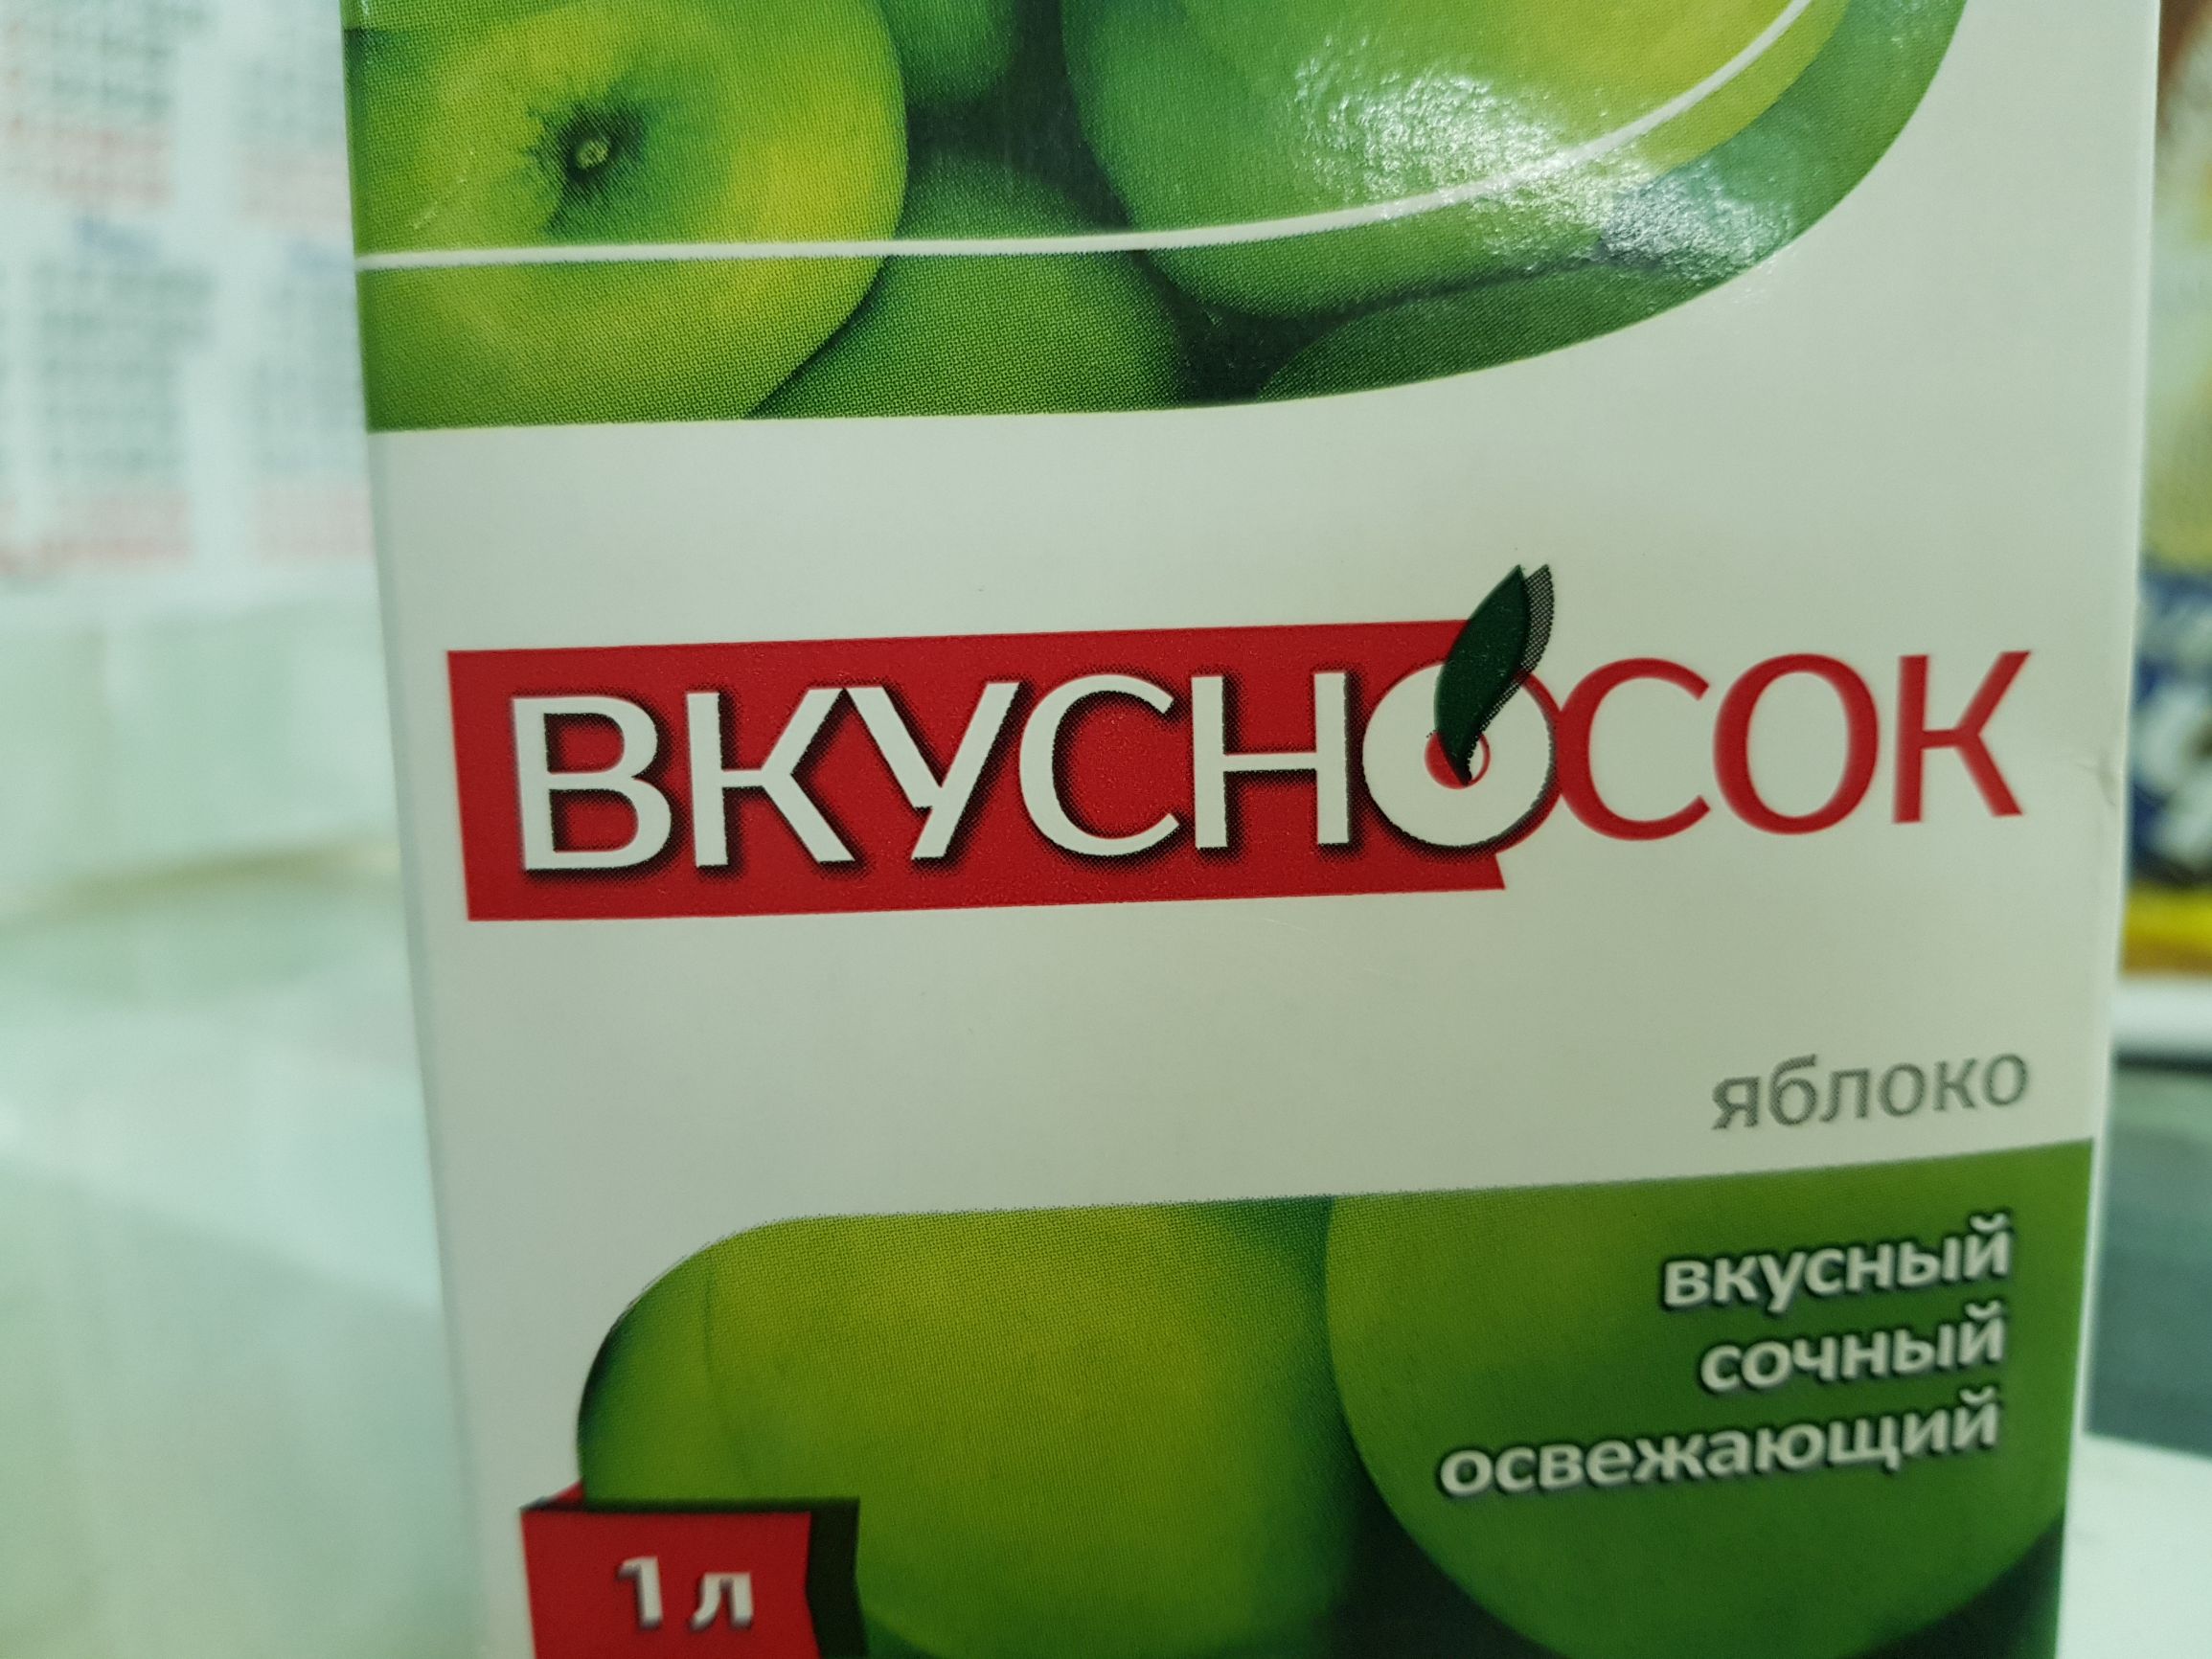 ВКУСНОСОК
яблоко
вкусный
сочный
освежающий
1 л